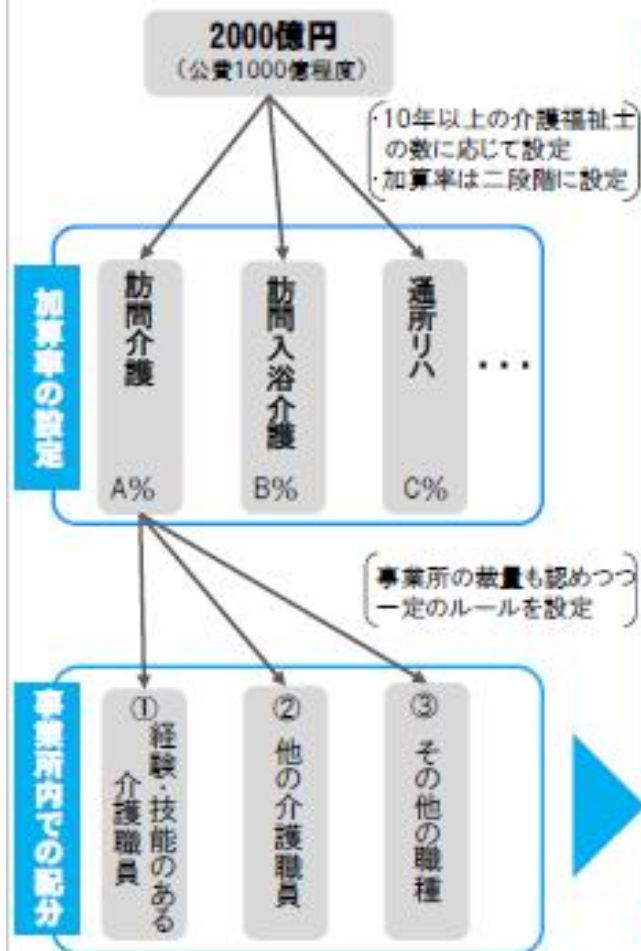 2000億円
（公費1000億程度）
・10年以上の介護福祉士
の数に応じて設定
・加算率は二段階に設定
加算率の設定
訪問介護
A%
訪問入浴介護
B%
通所リハ
C%
・・・
事業所の裁量も認めつつ
一定のルールを設定
事業所内での配分
①
経験・技能のある
介護職員
②
他の介護職員
③
その他の職種